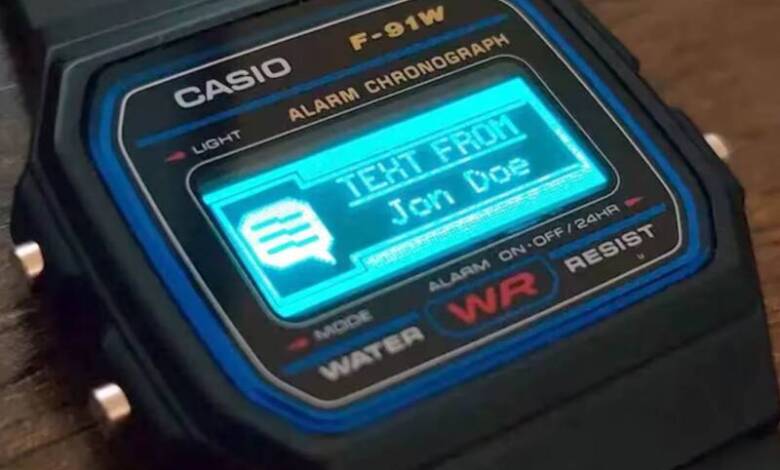 F-91W
CASIO
ALARM CHRONOGRAPH
LIGHT
TEXT FROM
Jon Doe
ALARM ON·OFF/24HR
MODE
WATER WR RESIST